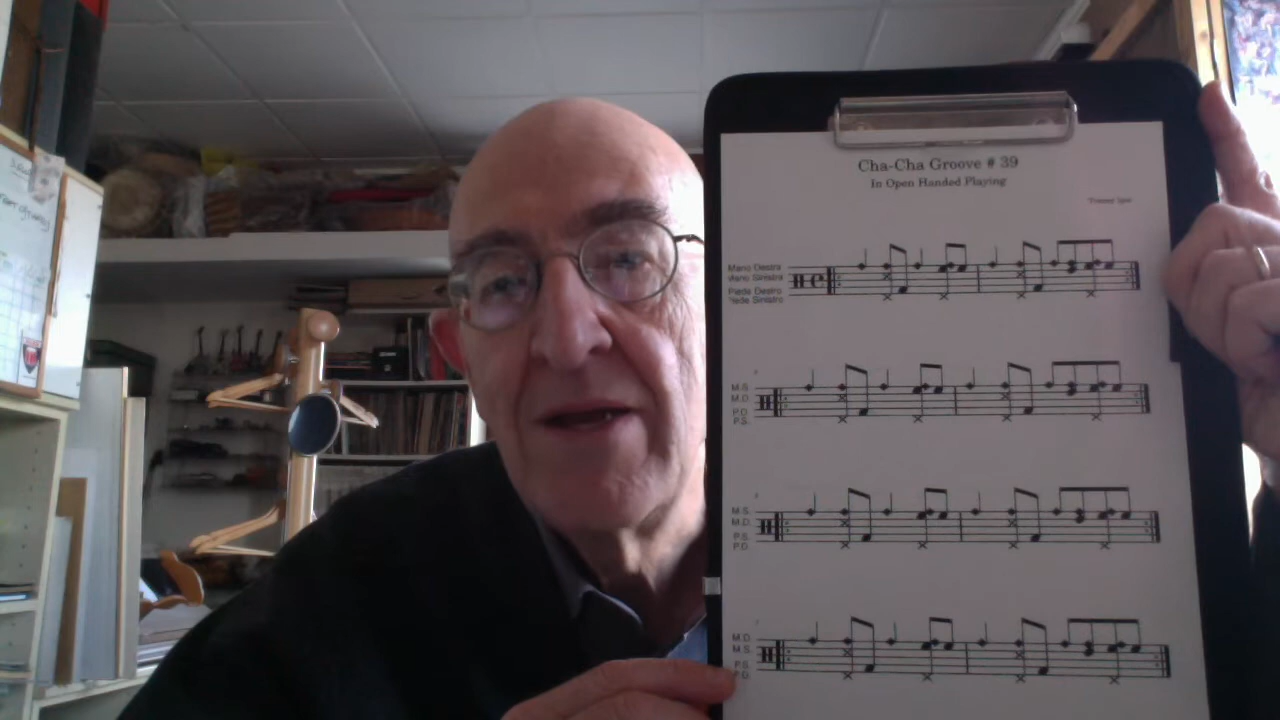 Cha-Cha Groove # 39
In Open Handed Playing
Mano Destra
Mano Sinistra
Piede Destro
Piede Sinistro
M.S.
M.D.
P.D.
P.S.
M.S.
M.D.
P.S.
P.D.
M.D.
M.S.
P.S.
P.D.